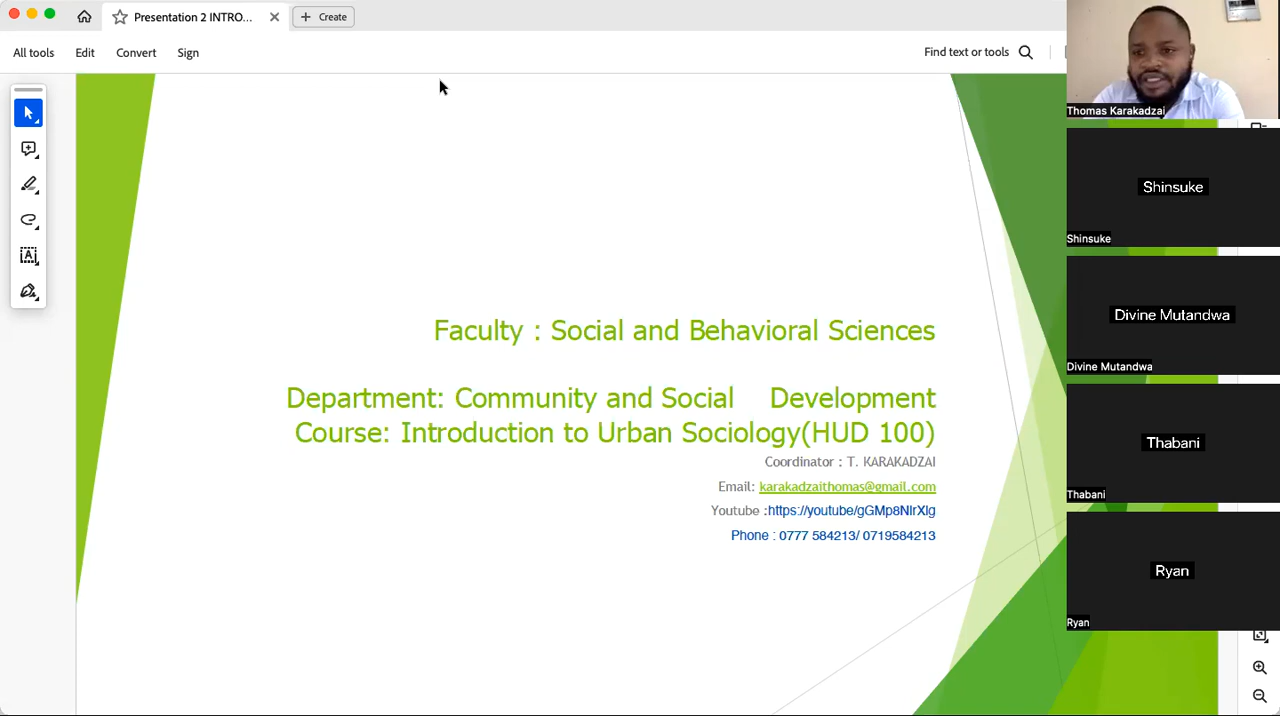 Presentation 2 INTRO...
Create
All tools
Edit
Convert
Sign
Find text or tools
Faculty : Social and Behavioral Sciences
Department: Community and Social Development
Course: Introduction to Urban Sociology(HUD 100)
Coordinator : T. KARAKADZAI
Email: karakadzaithomas@gmail.com
Youtube :https://youtube/gGMp8NIrXIg
Phone : 0777 584213/ 0719584213
Thomas Karakadzai
Shinsuke
Shinsuke
Divine Mutandwa
Divine Mutandwa
Thabani
Thabani
Ryan
Ryan